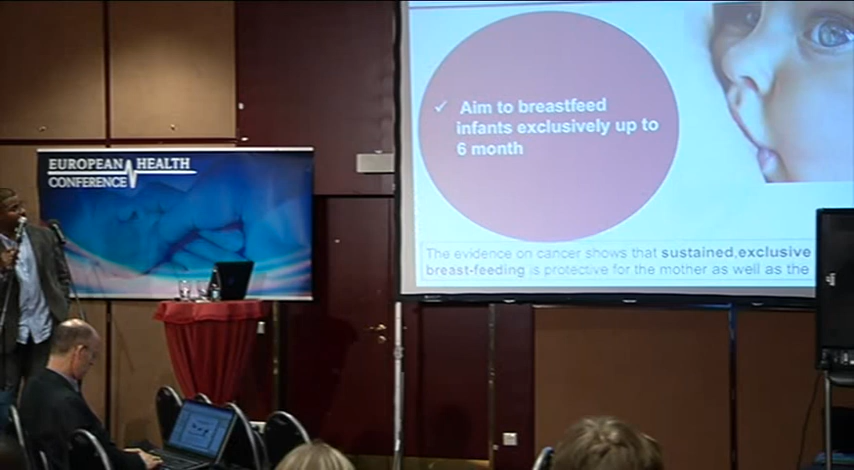 EUROPEAN HEALTH
CONFERENCE
✓ Aim to breastfeed
infants exclusively up to
6 month
The evidence on cancer shows that sustained, exclusive
breast-feeding is protective for the mother as well as the